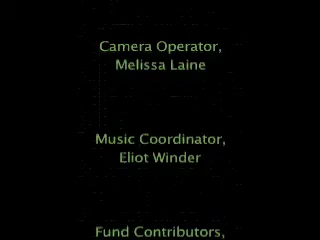 Camera Operator,
Melissa Laine
Music Coordinator,
Eliot Winder
Fund Contributors,